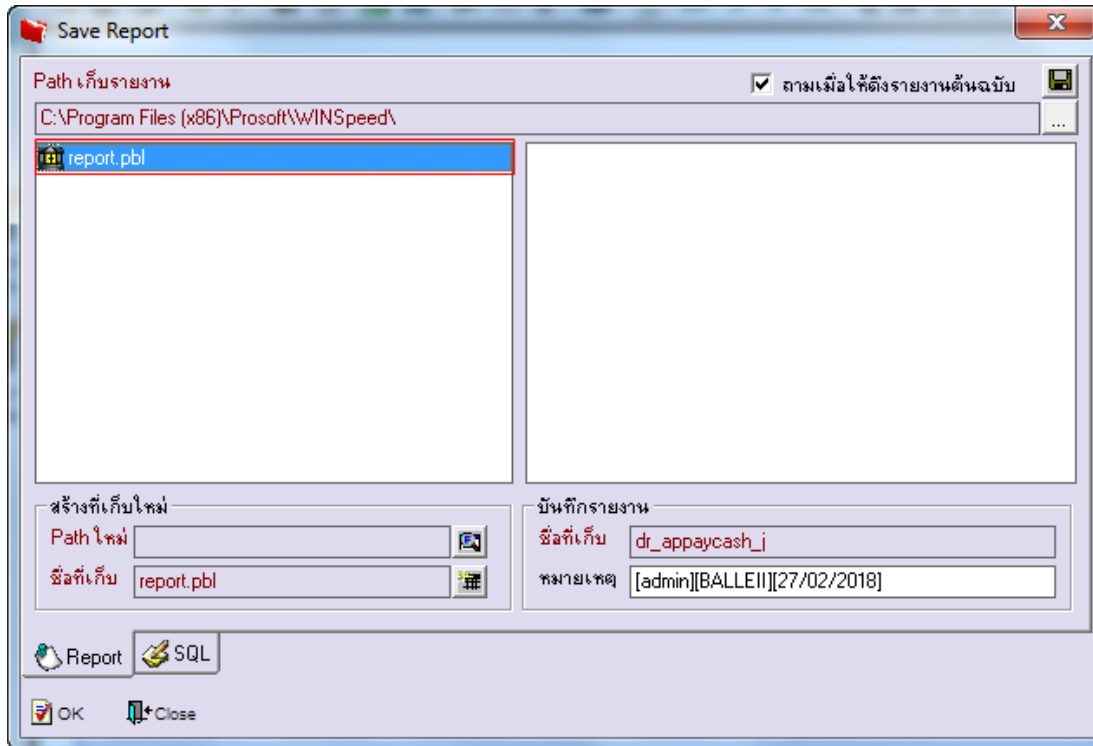 Save Report
Path เก็บรายงาน
ถามเมื่อให้ดึงรายงานต้นฉบับ
C:\Program Files (x86)\Prosoft\WINSpeed\
...
report.pbl
สร้างที่เก็บใหม่
Path ใหม่
ชื่อที่เก็บ report.pbl
บันทึกรายงาน
ชื่อที่เก็บ dr_appaycash_j
หมายเหตุ [admin][BALLEII][27/02/2018]
Report SQL
OK Close